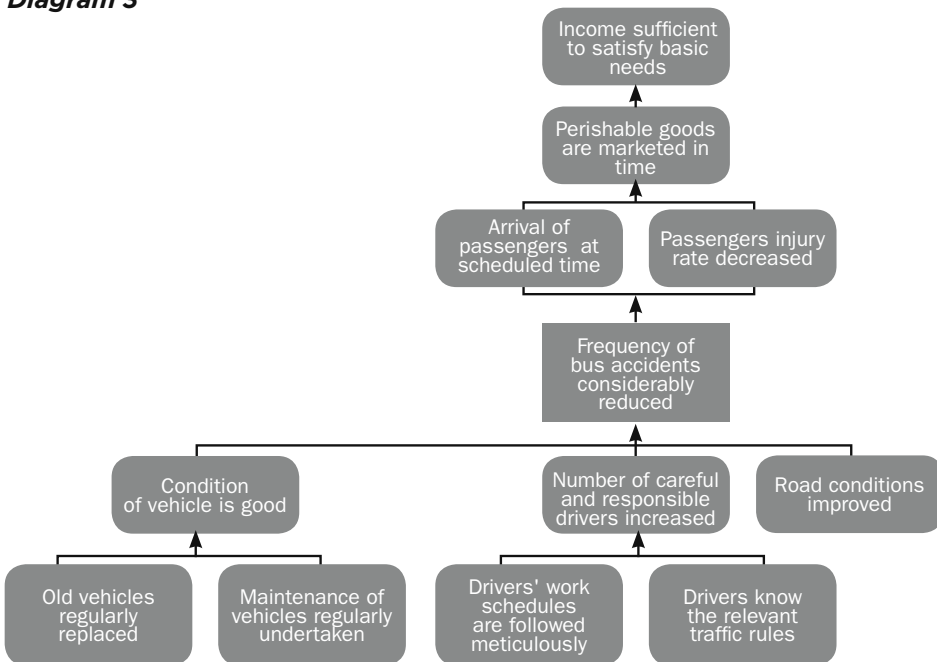 Diagram 3
Income sufficient
to satisfy basic
needs
Perishable goods
are marketed in
time
Arrival of
passengers at
scheduled time
Passengers injury
rate decreased
Frequency of
bus accidents
considerably
reduced
Condition
of vehicle is good
Number of careful
and responsible
drivers increased
Road conditions
improved
Old vehicles
regularly
replaced
Maintenance of
vehicles regularly
undertaken
Drivers' work
schedules
are followed
meticulously
Drivers know
the relevant
traffic rules